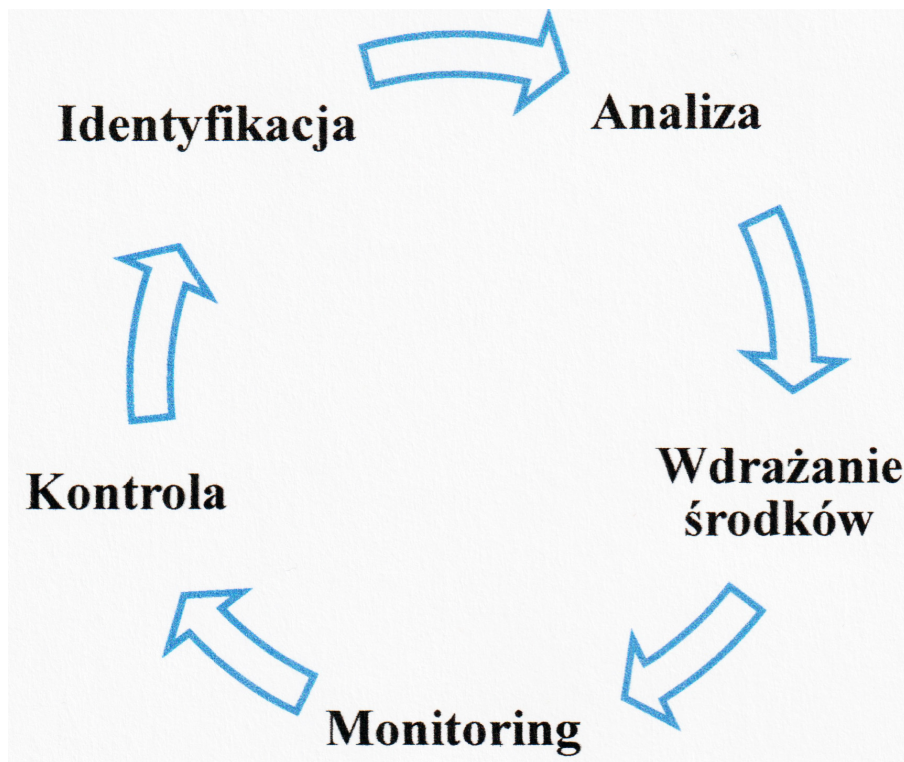 Identyfikacja
Analiza
Wdrażanie
środków
Monitoring
Kontrola